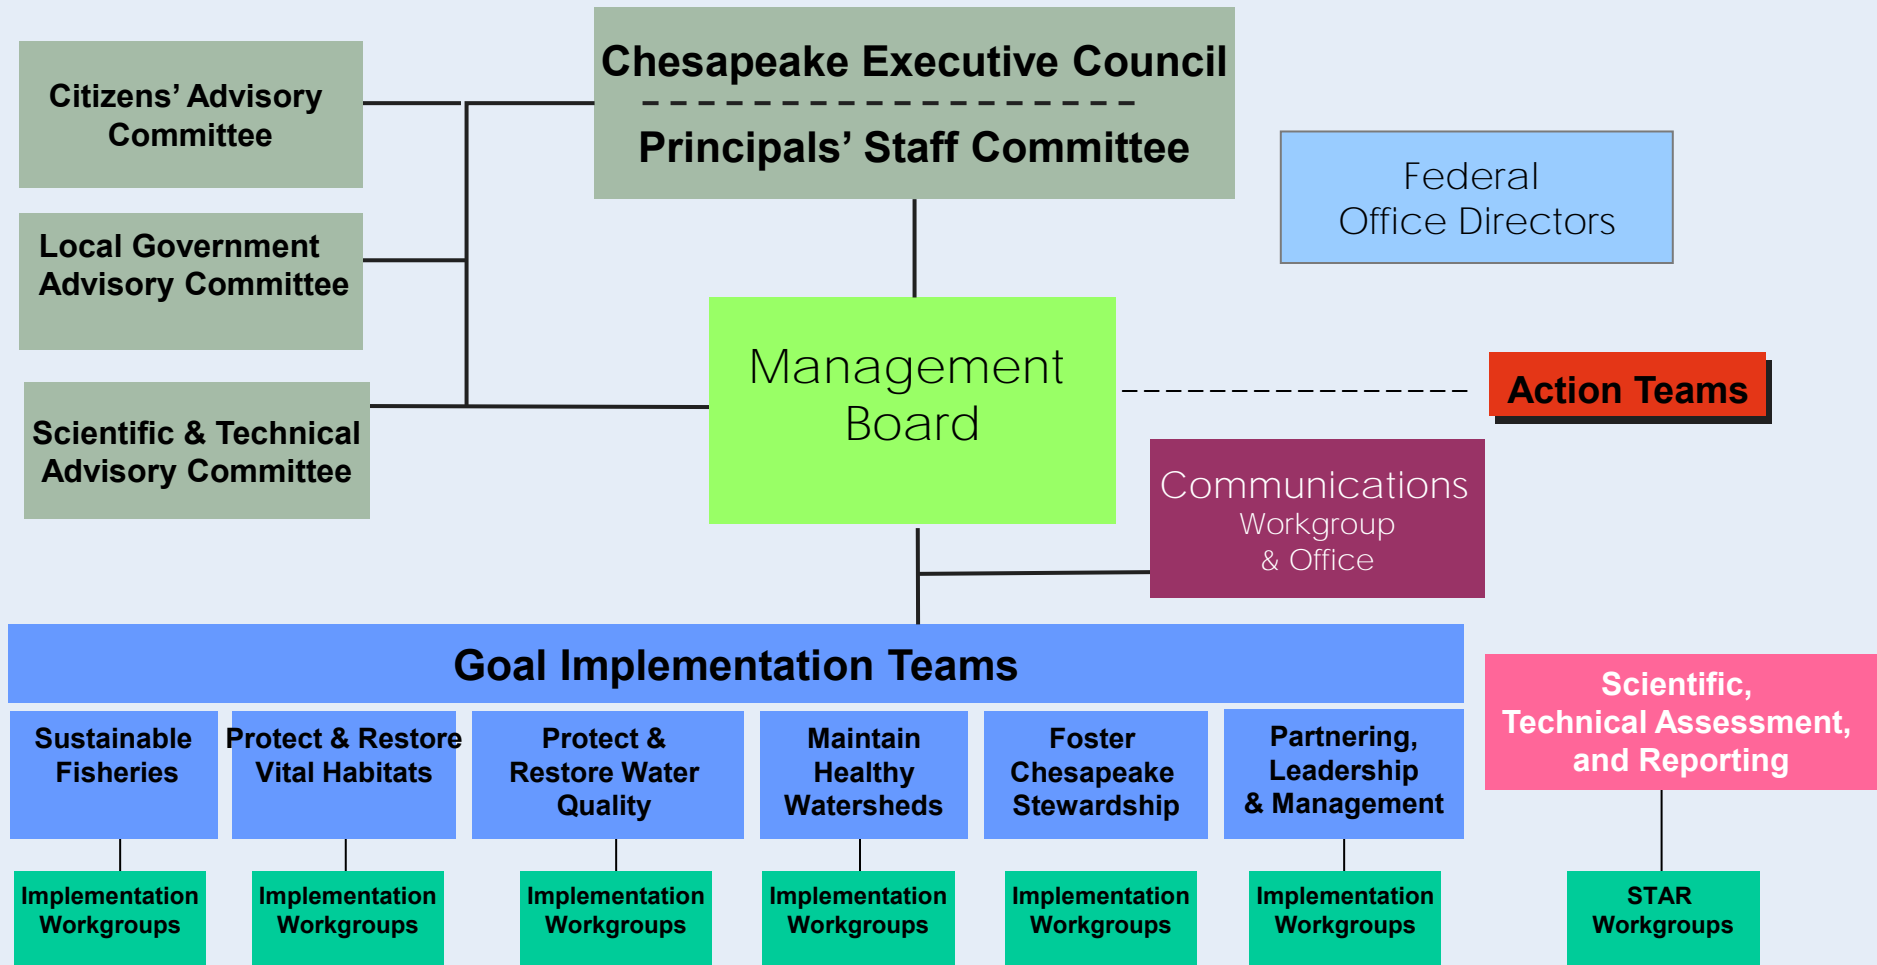 Chesapeake Executive Council
Principals’ Staff Committee
Citizens’ Advisory
Committee
Local Government
Advisory Committee
Scientific & Technical
Advisory Committee
Federal
Office Directors
Management
Board
Action Teams
Communications
Workgroup
& Office
Goal Implementation Teams
Sustainable
Fisheries
Protect & Restore
Vital Habitats
Protect &
Restore Water
Quality
Maintain
Healthy
Watersheds
Foster
Chesapeake
Stewardship
Partnering,
Leadership
& Management
Scientific,
Technical Assessment,
and Reporting
Implementation
Workgroups
Implementation
Workgroups
Implementation
Workgroups
Implementation
Workgroups
Implementation
Workgroups
Implementation
Workgroups
STAR
Workgroups